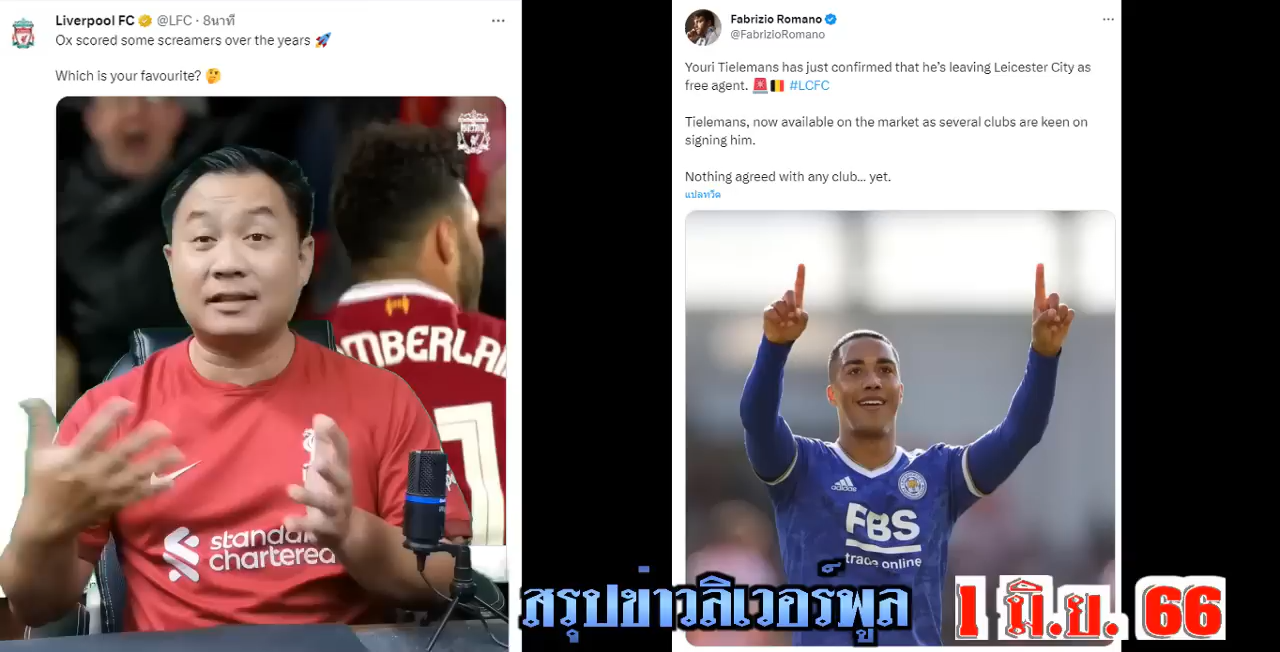 Liverpool FC @LFC · 8นาที
Ox scored some screamers over the years 🚀
Which is your favourite? 🤔
MBERLA
standard
chartered
Fabrizio Romano
@FabrizioRomano
Youri Tielemans has just confirmed that he’s leaving Leicester City as
free agent. 🚨🇧🇪 #LCFC
Tielemans, now available on the market as several clubs are keen on
signing him.
Nothing agreed with any club... yet.
แปลทวีต
adidas
FBS
trade online
สรุปข่าวลิเวอร์พูล
1 มิ.ย. 66